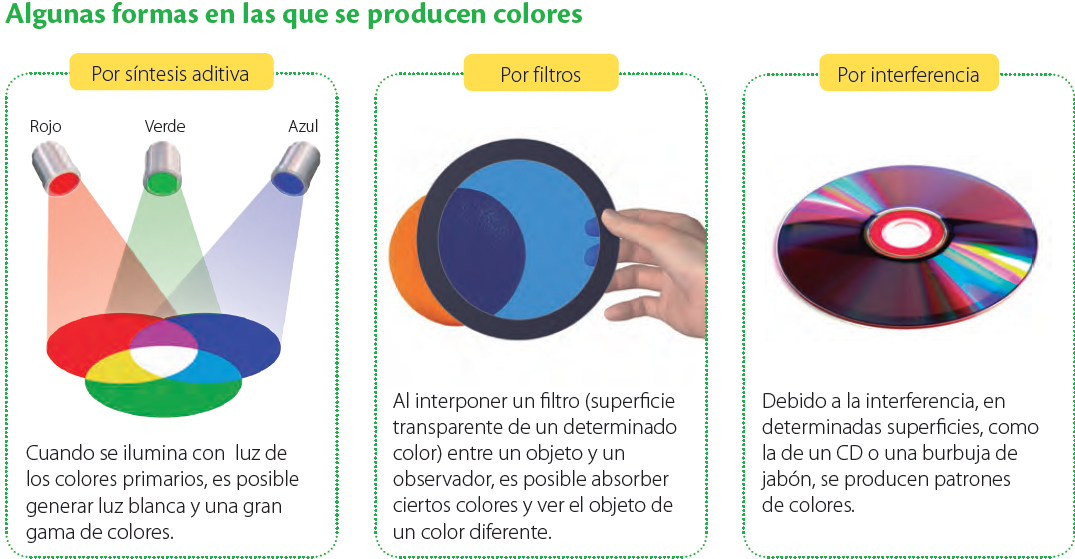 Algunas formas en las que se producen colores
Por síntesis aditiva
Rojo
Verde
Azul
Cuando se ilumina con luz de
los colores primarios, es posible
generar luz blanca y una gran
gama de colores.
Por filtros
Al interponer un filtro (superficie
transparente de un determinado
color) entre un objeto y un
observador, es posible absorber
ciertos colores y ver el objeto de
un color diferente.
Por interferencia
Debido a la interferencia, en
determinadas superficies, como
la de un CD o una burbuja de
jabón, se producen patrones
de colores.